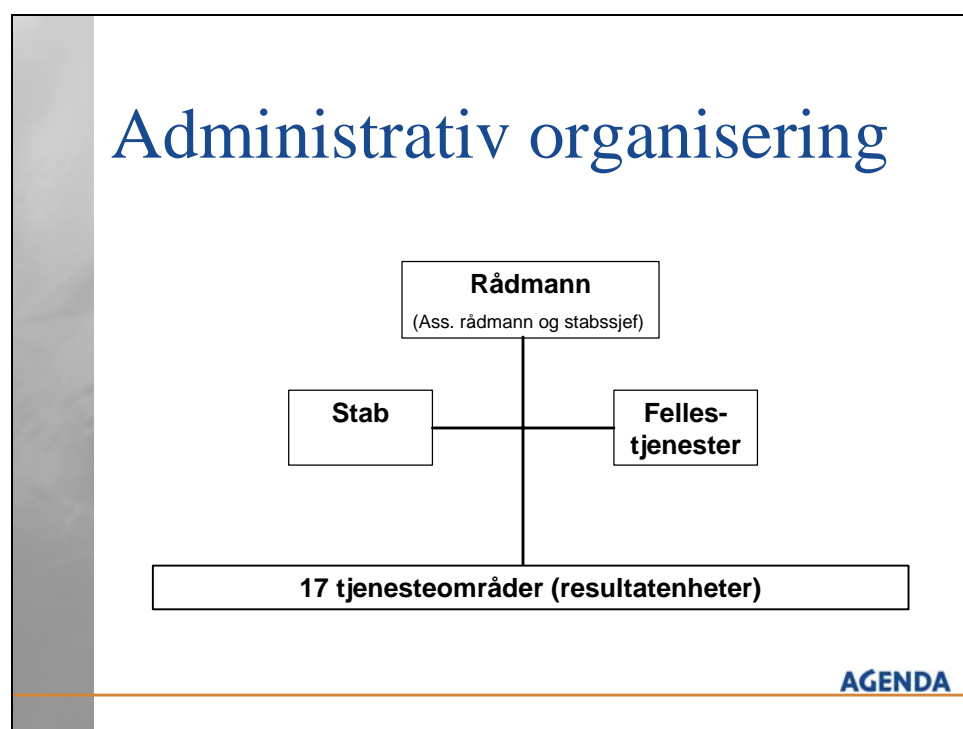 Administrativ organisering
Rådmann
(Ass. rådmann og stabssjef)
Stab
Felles-
tjenester
17 tjenesteområder (resultatenheter)
AGENDA